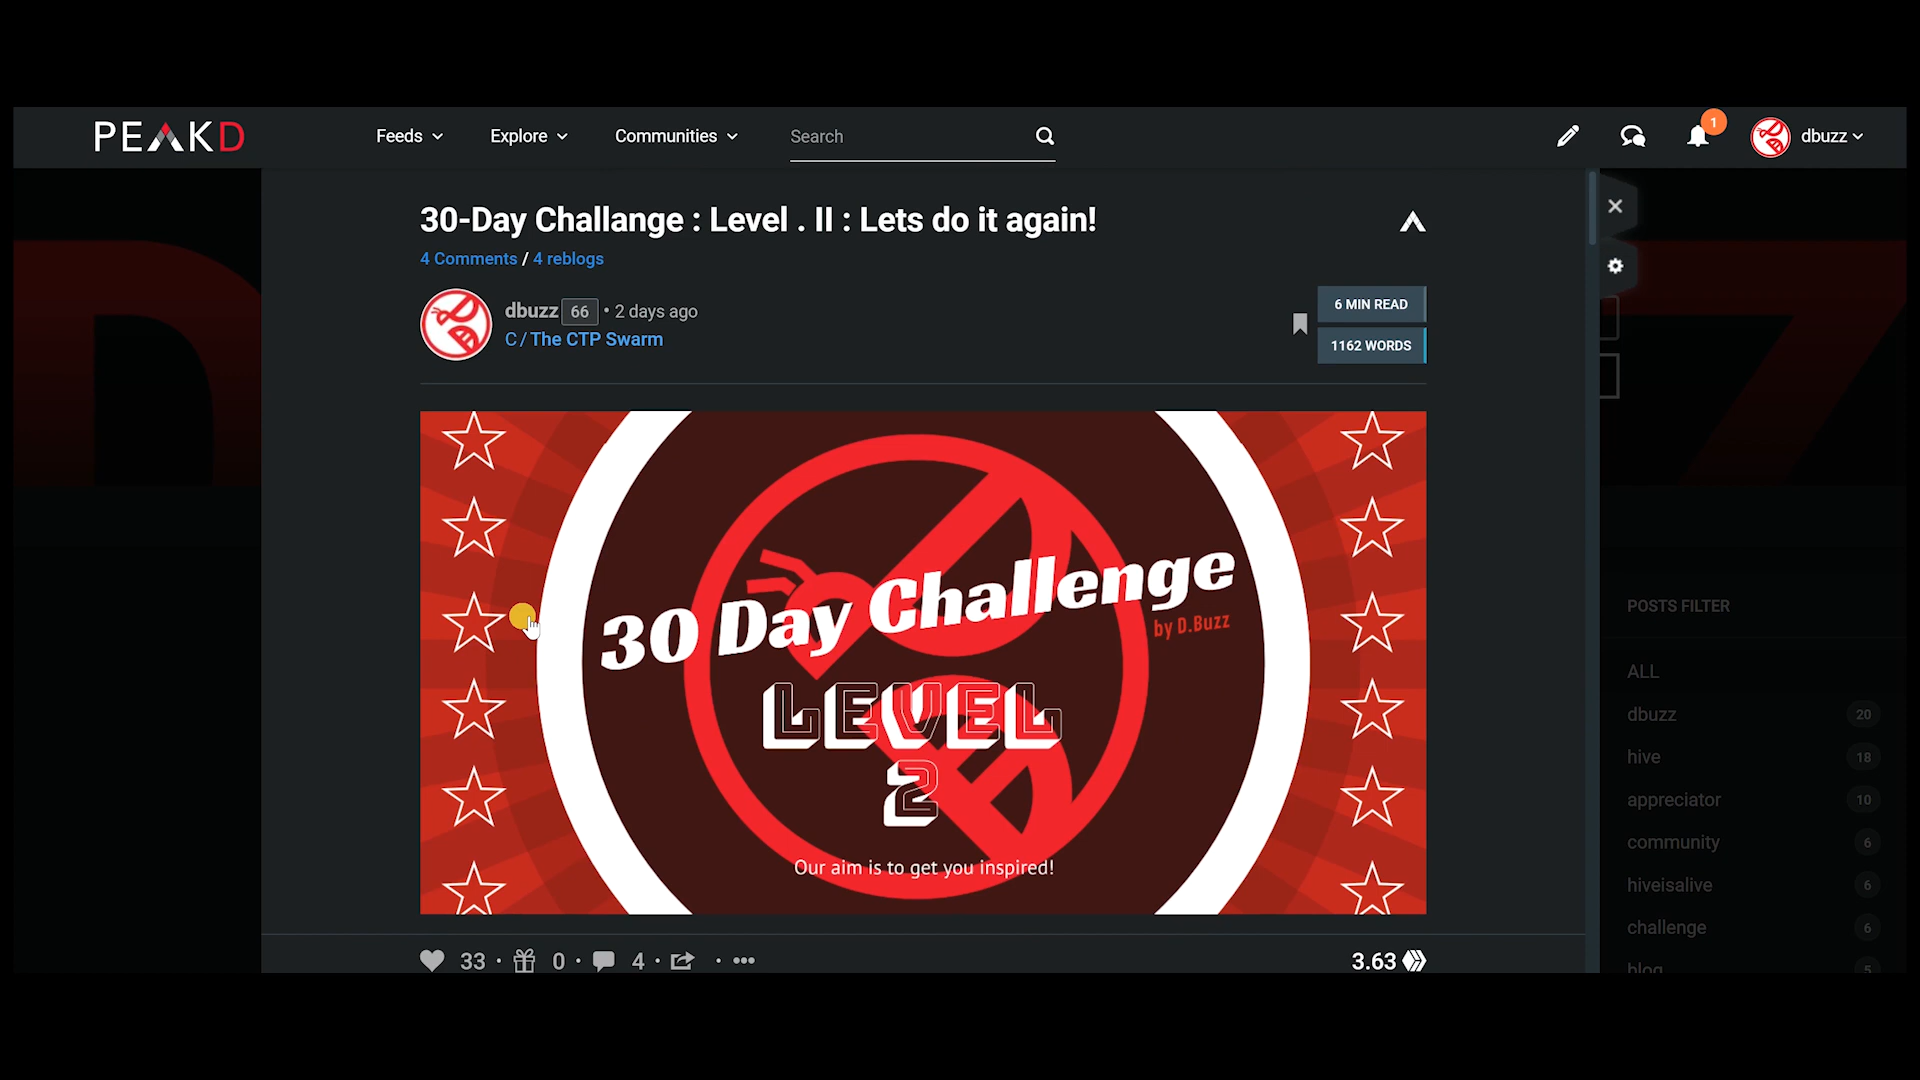 PEAKD
Feeds
Explore
Communities
Search
1
dbuzz
30-Day Challange : Level . II : Lets do it again!
4 Comments / 4 reblogs
dbuzz 66 • 2 days ago
C / The CTP Swarm
6 MIN READ
1162 WORDS
30 Day Challenge
by D.Buzz
LEVEL
2
Our aim is to get you inspired!
33 • 0 • 4 • • •••
3.63
POSTS FILTER
ALL
dbuzz 20
hive 18
appreciator 10
community 6
hiveisalive 6
challenge 6
blog 5